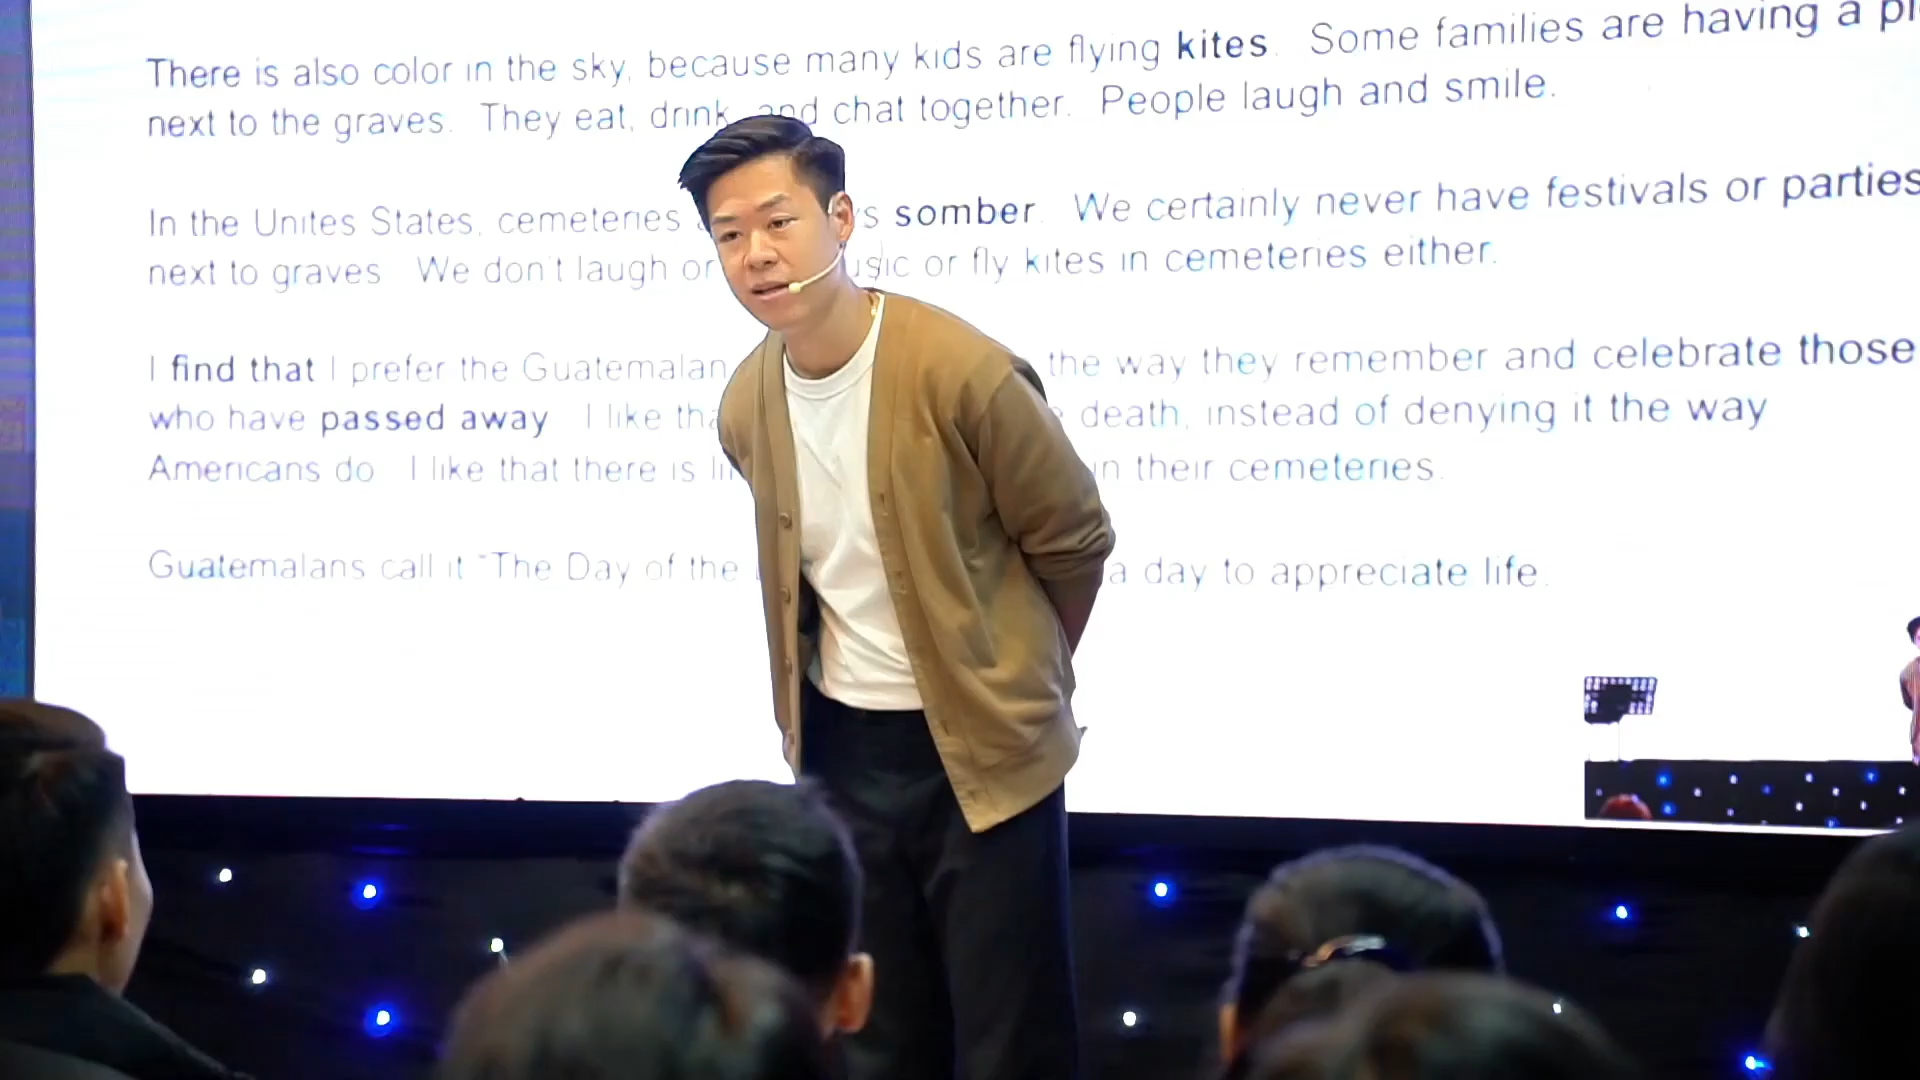 There is also color in the sky, because many kids are flying kites. Some families are having a
next to the graves. They eat, drink, and chat together. People laugh and smile.
In the Unites States, cemeteries somber. We certainly never have festivals or parties
next to graves. We don't laugh or music or fly kites in cemeteries either.
I find that I prefer the Guatemalan the way they remember and celebrate those
who have passed away. I like death, instead of denying it the way
Americans do. I like that there is in their cemeteries.
Guatemalans call it "The Day of the a day to appreciate life.